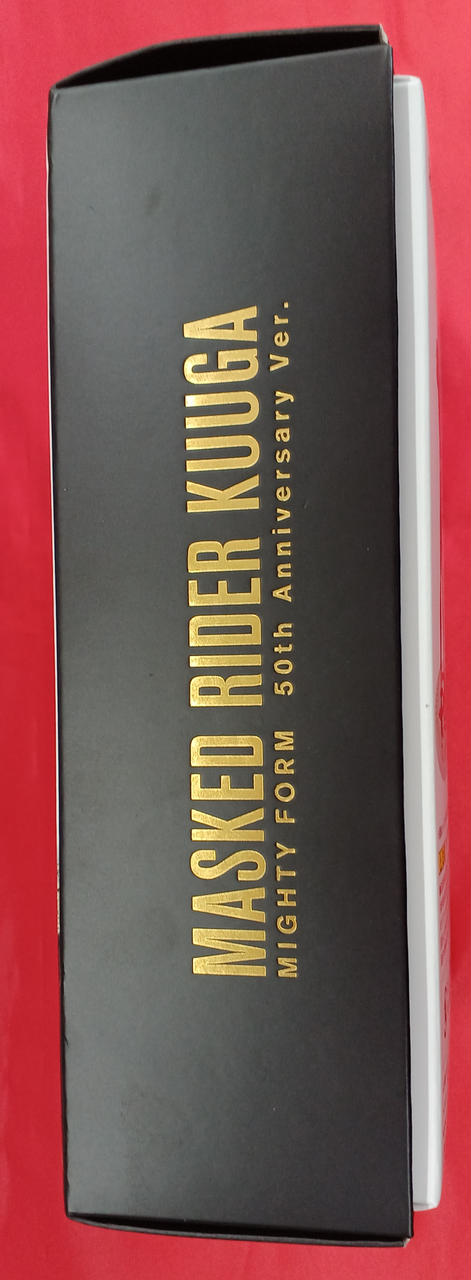 MASKED RIDER KUUGA
MIGHTY FORM 50th Anniversary Ver.